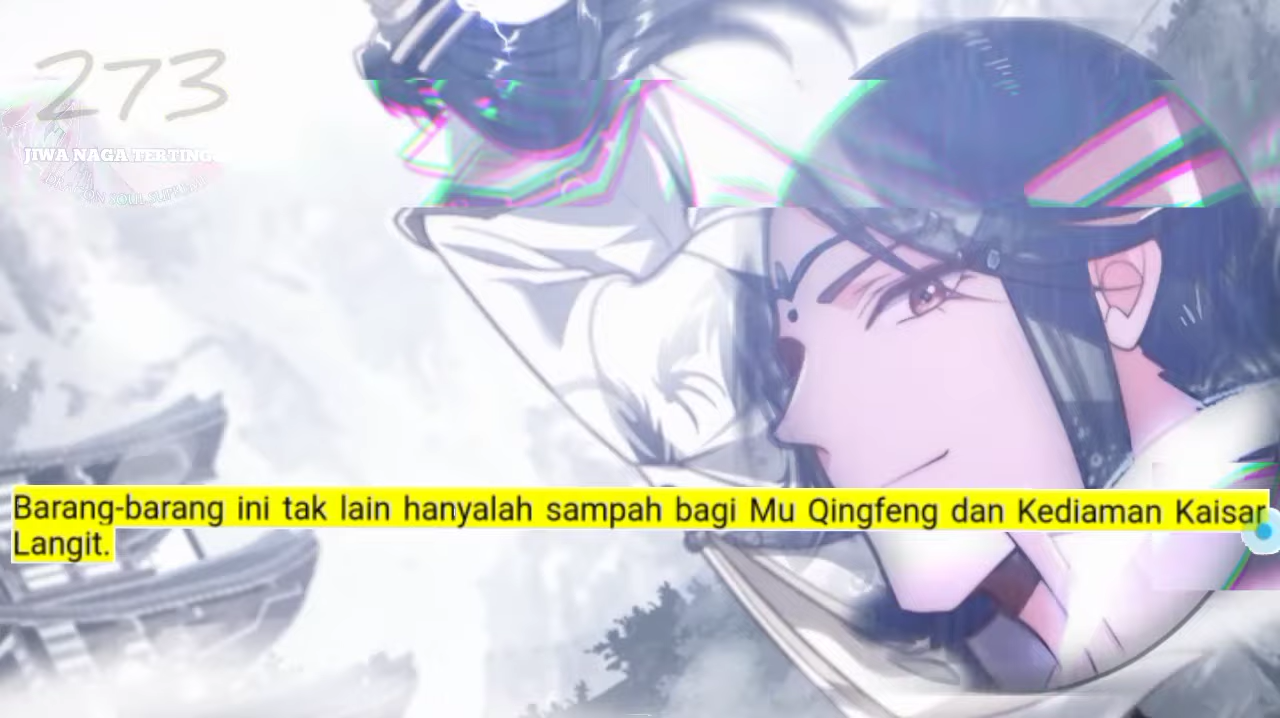 273
JIWA NAGA TERTING
Barang-barang ini tak lain hanyalah sampah bagi Mu Qingfeng dan Kediaman Kaisar
Langit.